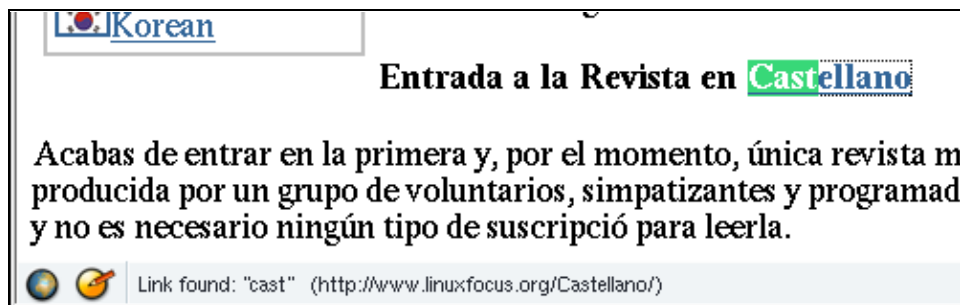 Korean
Entrada a la Revista en Castellano
Acabas de entrar en la primera y, por el momento, única revista m
producida por un grupo de voluntarios, simpatizantes y programad
y no es necesario ningún tipo de suscripció para leerla.
Link found: "cast" (http://www.linuxfocus.org/Castellano/)